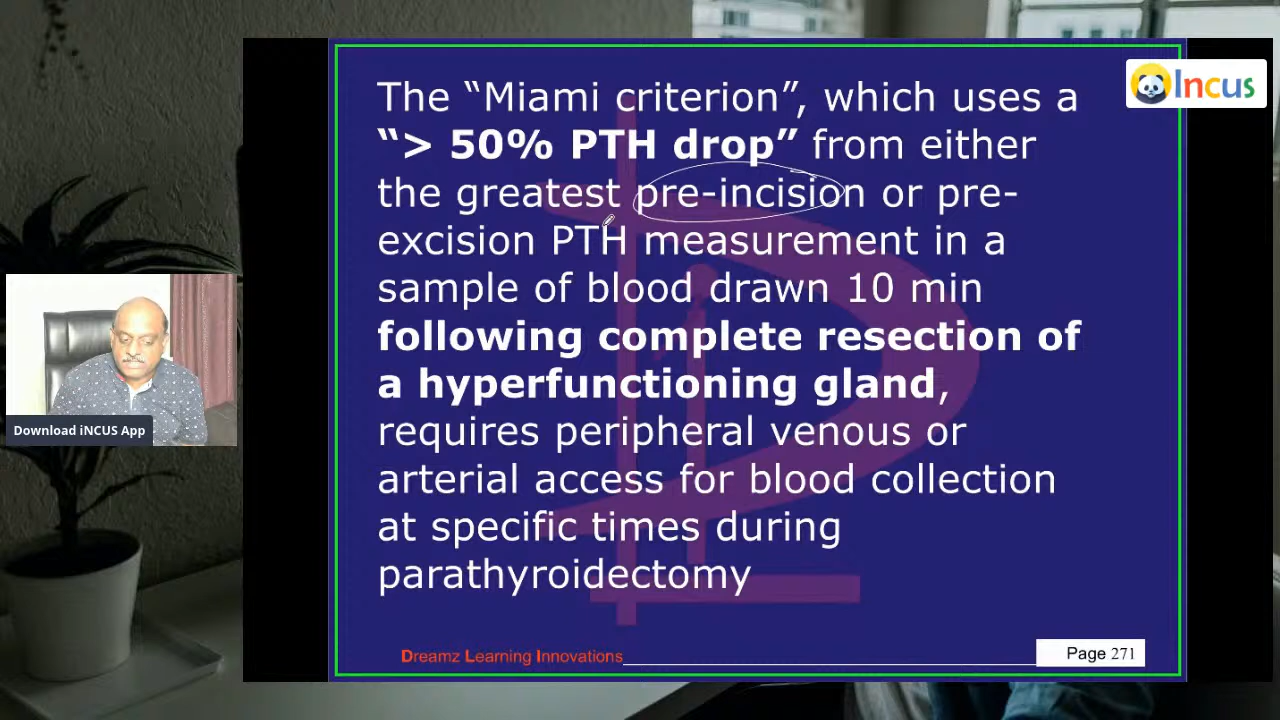 Incus
The “Miami criterion”, which uses a
“> 50% PTH drop” from either
the greatest pre-incision or pre-
excision PTH measurement in a
sample of blood drawn 10 min
following complete resection of
a hyperfunctioning gland,
requires peripheral venous or
arterial access for blood collection
at specific times during
parathyroidectomy
Download iNCUS App
Dreamz Learning Innovations
Page 271